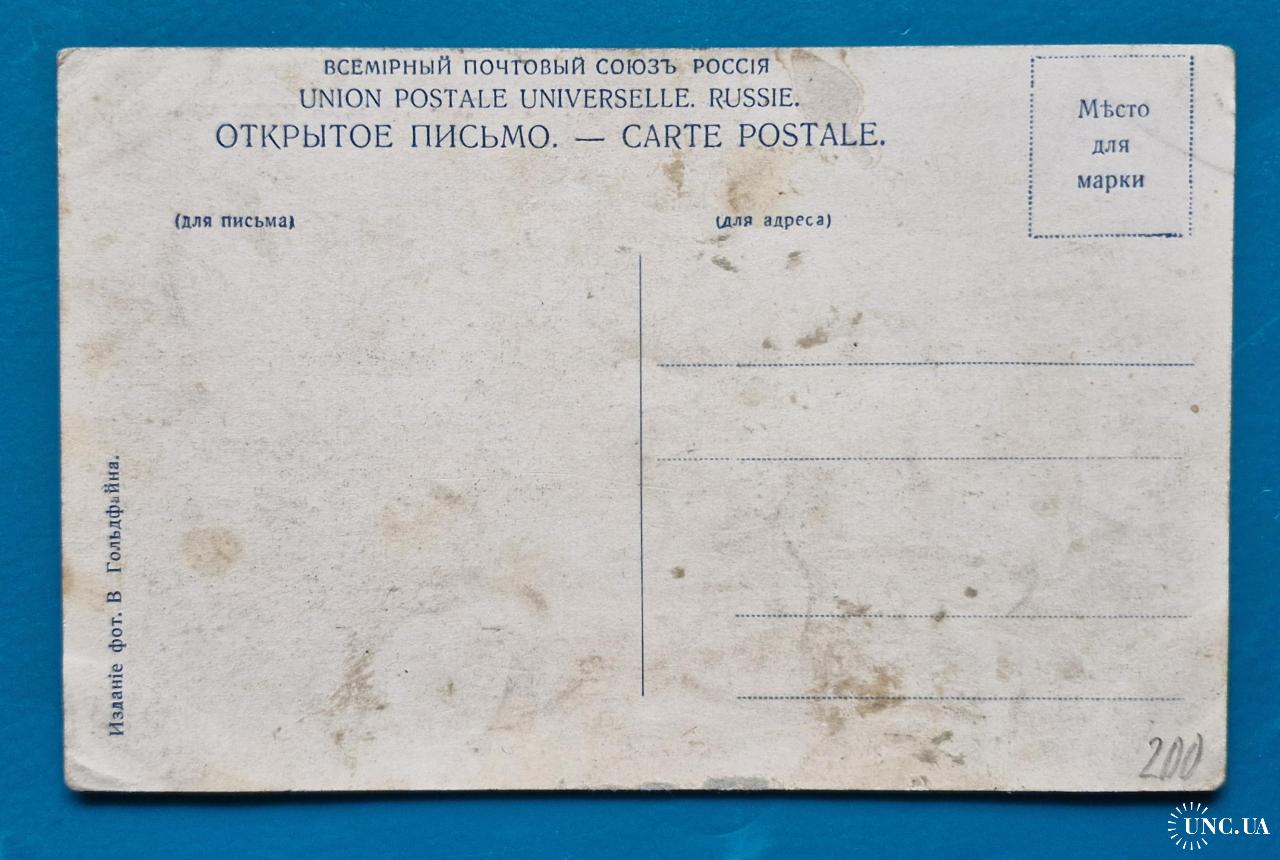 ВСЕМІРНЫЙ ПОЧТОВЫЙ СОЮЗЪ РОССІЯ
UNION POSTALE UNIVERSELLE. RUSSIE.
ОТКРЫТОЕ ПИСЬМО. — CARTE POSTALE.
Мѣсто
для
марки
(для письма)
(для адреса)
Изданіе фот. В Гольдфайна.
200
UNC.UA